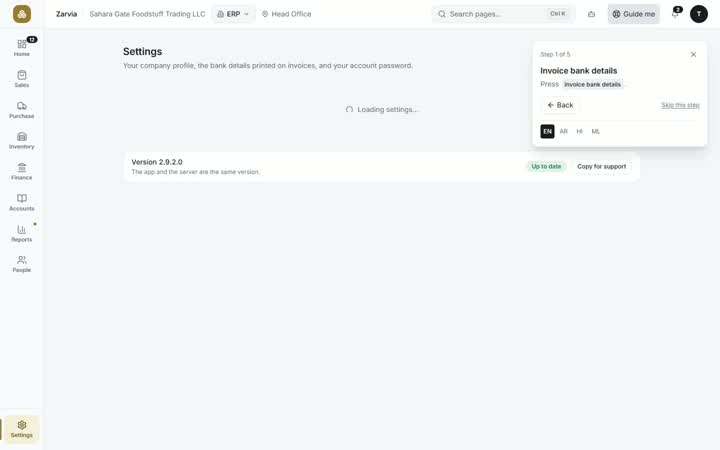 Zarvia
Sahara Gate Foodstuff Trading LLC
ERP
Head Office
Search pages...
Ctrl K
Guide me
2
T
12
Home
Sales
Purchase
Inventory
Finance
Accounts
Reports
People
Settings
Settings
Your company profile, the bank details printed on invoices, and your account password.
Loading settings...
Version 2.9.2.0
The app and the server are the same version.
Up to date
Copy for support
Step 1 of 5
Invoice bank details
Press Invoice bank details .
← Back
Skip this step
EN AR HI ML